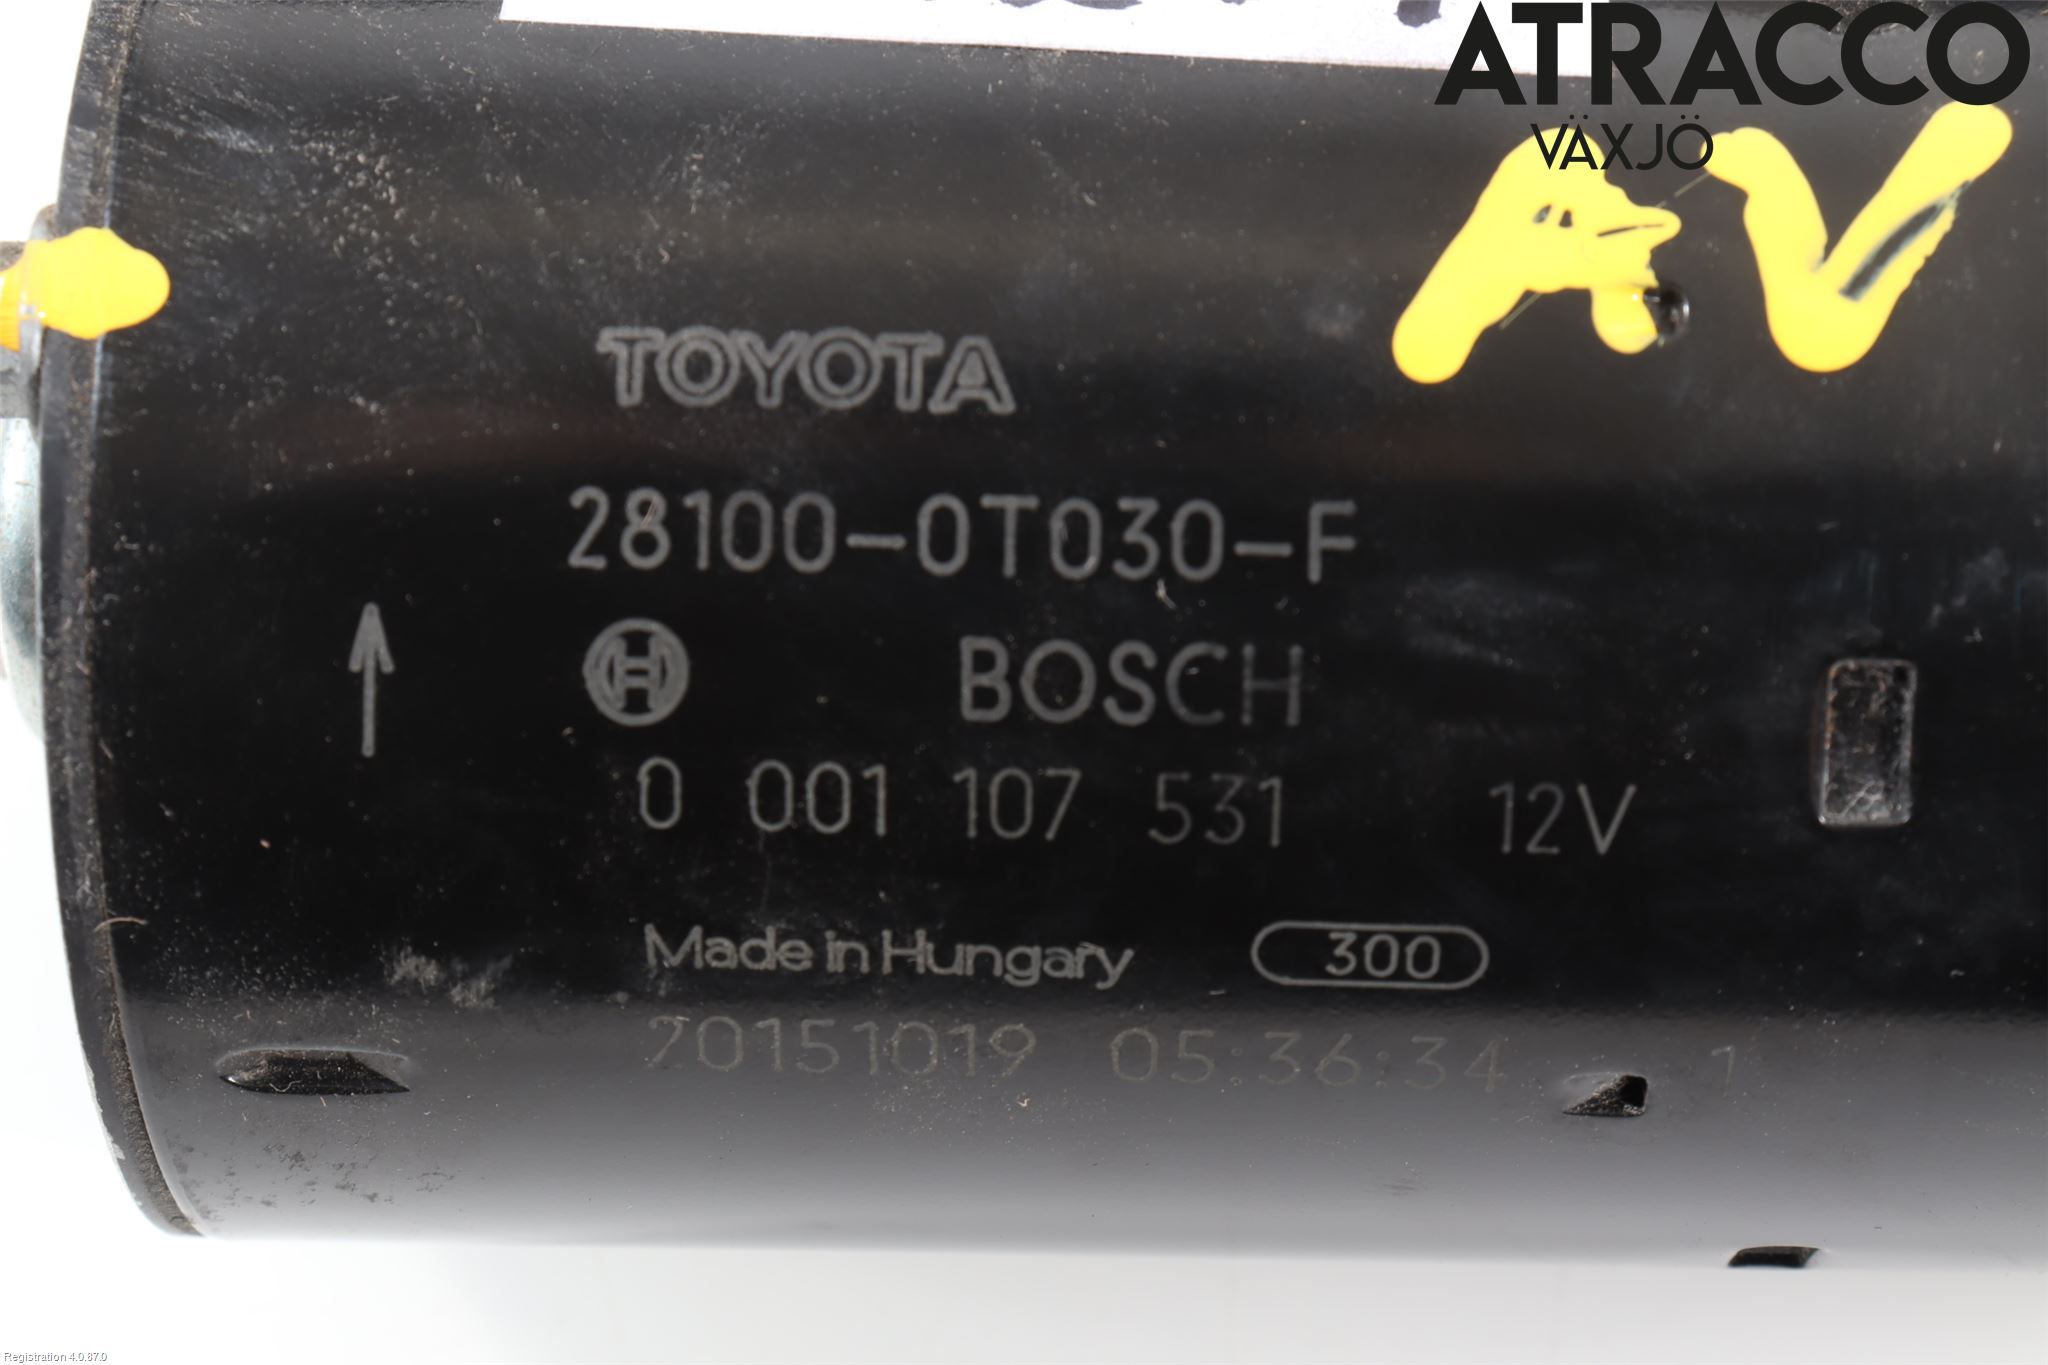 ATRACCO
VÄXJÖ
AV
TOYOTA
28100-0T030-F
H BOSCH
0 001 107 531 12V
Made in Hungary 300
20151019 05:36:34 1
Registration 4.0.87.0